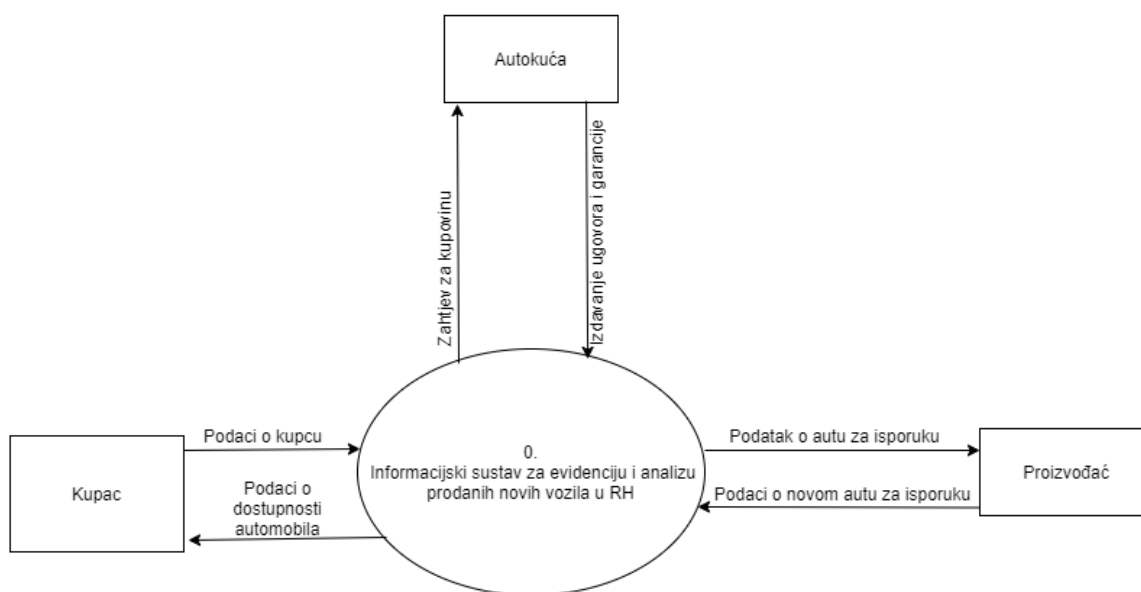 Autokuća
Zahtjev za kupovinu
Izdavanje ugovora i garancije
Podaci o kupcu
Kupac
Podaci o
dostupnosti
automobila
0.
Informacijski sustav za evidenciju i analizu
prodanih novih vozila u RH
Podatak o autu za isporuku
Podaci o novom autu za isporuku
Proizvođać